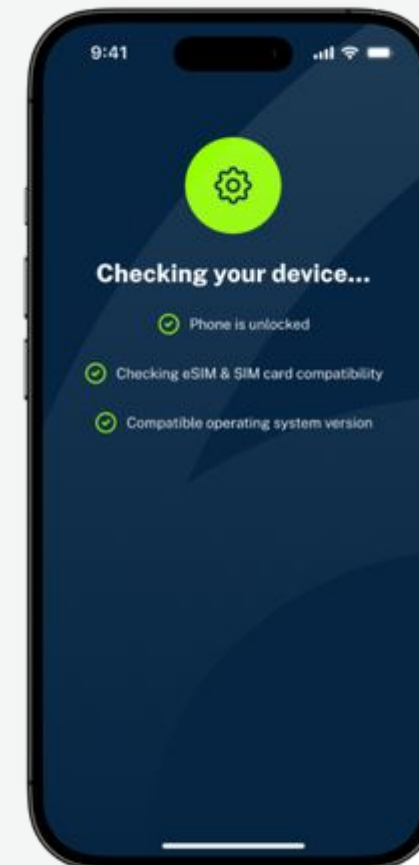 9:41
Checking your device...
Phone is unlocked
Checking eSIM & SIM card compatibility
Compatible operating system version